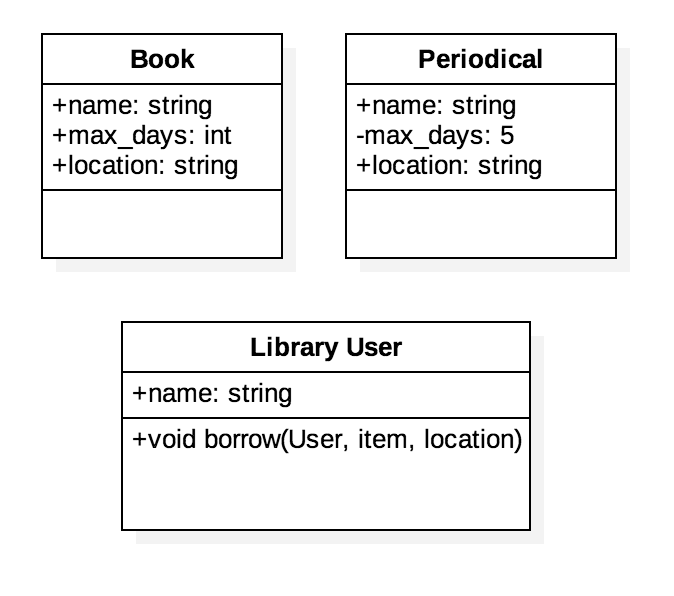 Book
+name: string
+max_days: int
+location: string
Periodical
+name: string
-max_days: 5
+location: string
Library User
+name: string
+void borrow(User, item, location)